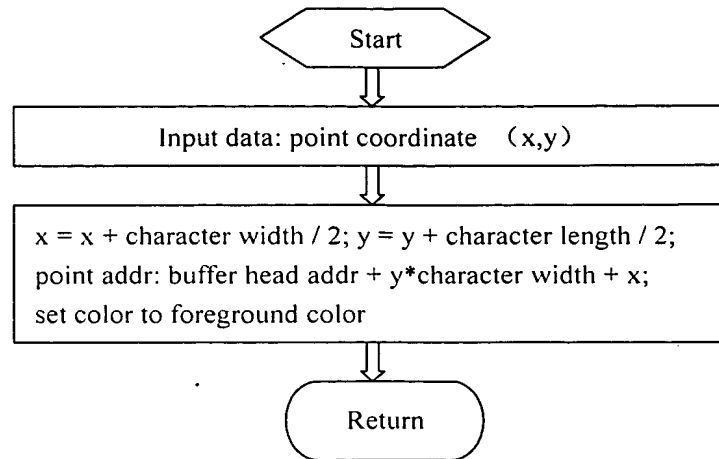 Start
Input data: point coordinate （x,y）
x = x + character width / 2; y = y + character length / 2;
point addr: buffer head addr + y*character width + x;
set color to foreground color
Return